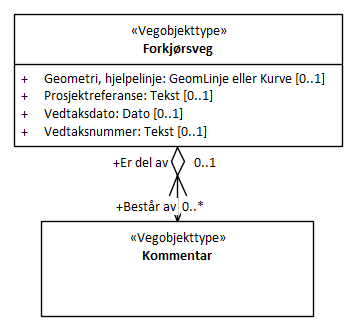 «Vegobjekttype»
Forkjørsveg
+ Geometri, hjelpelinje: GeomLinje eller Kurve [0..1]
+ Prosjektreferanse: Tekst [0..1]
+ Vedtaksdato: Dato [0..1]
+ Vedtaksnummer: Tekst [0..1]
+Er del av 0..1
+Består av 0..*
«Vegobjekttype»
Kommentar